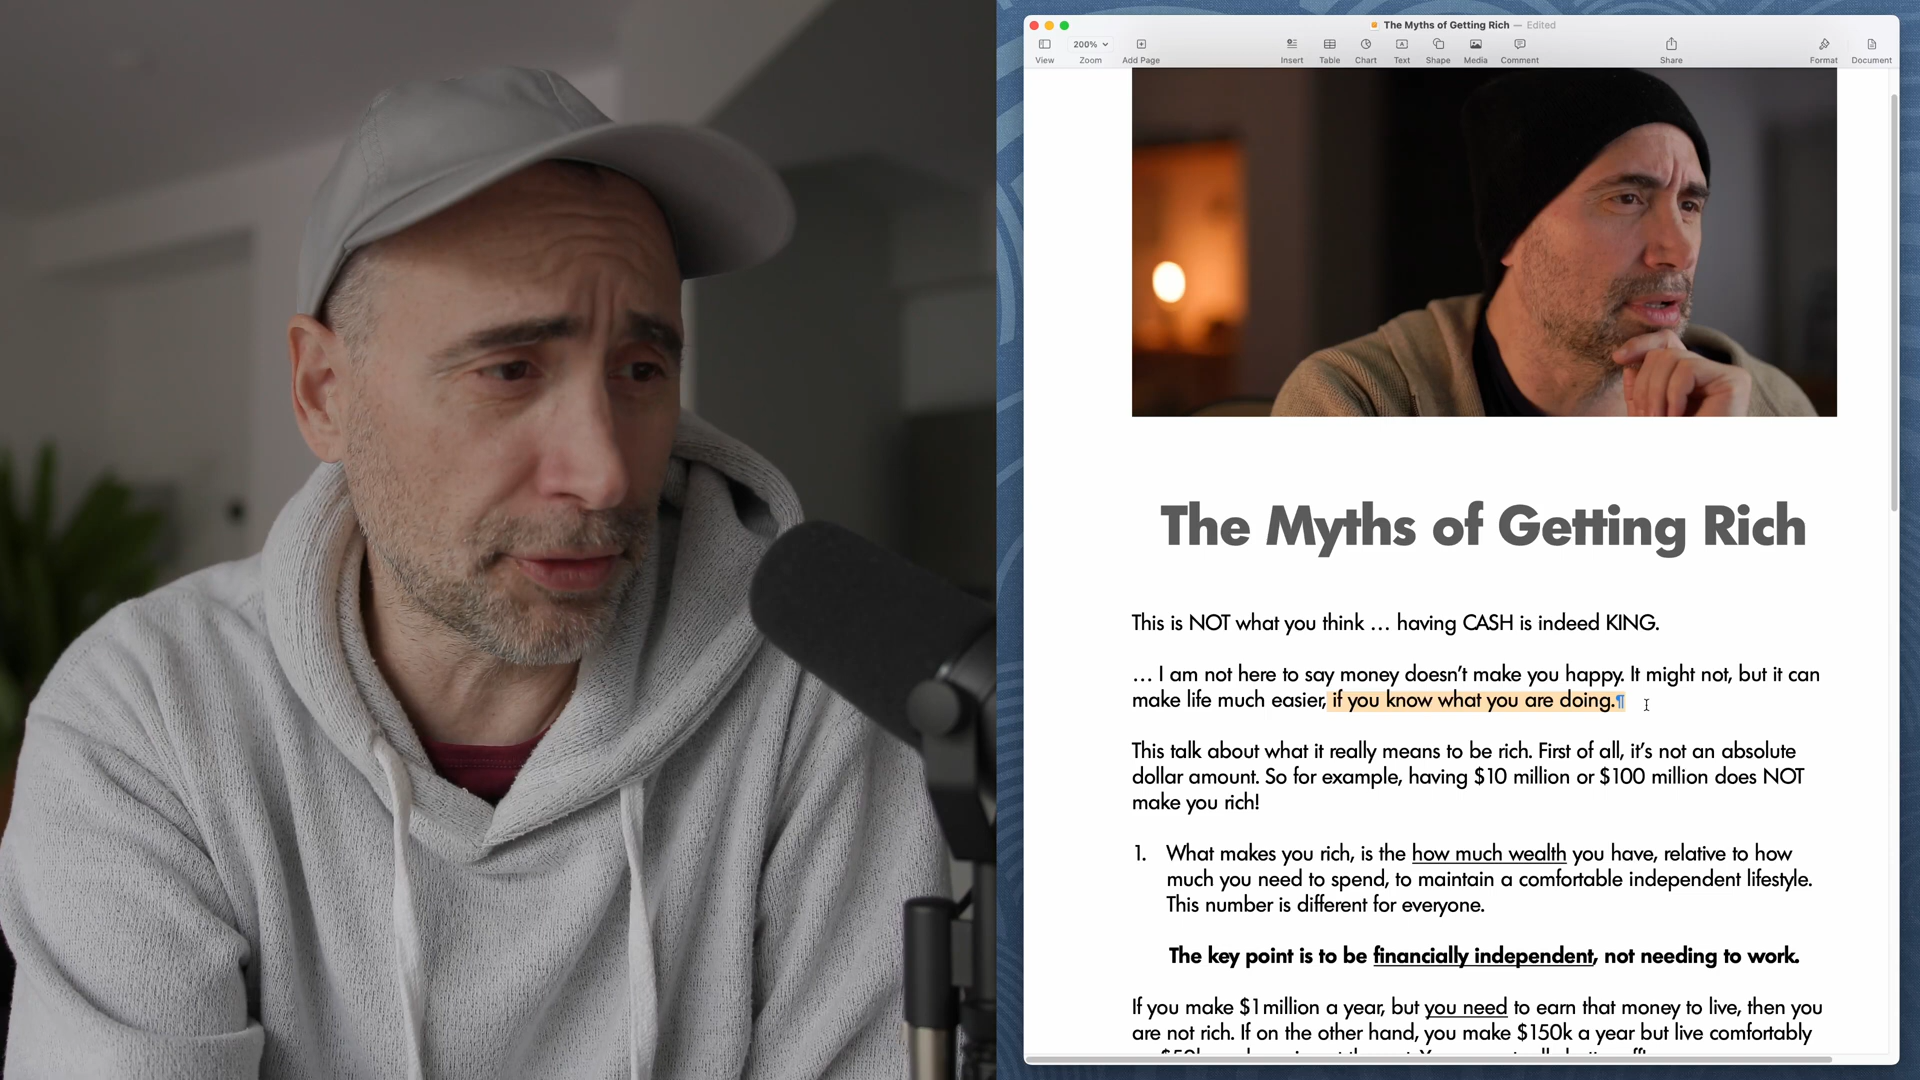 The Myths of Getting Rich — Edited
200%
View Zoom Add Page Insert Table Chart Text Shape Media Comment Share Format Document
The Myths of Getting Rich
This is NOT what you think … having CASH is indeed KING.
… I am not here to say money doesn’t make you happy. It might not, but it can
make life much easier, if you know what you are doing.¶
This talk about what it really means to be rich. First of all, it’s not an absolute
dollar amount. So for example, having $10 million or $100 million does NOT
make you rich!
1. What makes you rich, is the how much wealth you have, relative to how
much you need to spend, to maintain a comfortable independent lifestyle.
This number is different for everyone.
The key point is to be financially independent, not needing to work.
If you make $1million a year, but you need to earn that money to live, then you
are not rich. If on the other hand, you make $150k a year but live comfortably